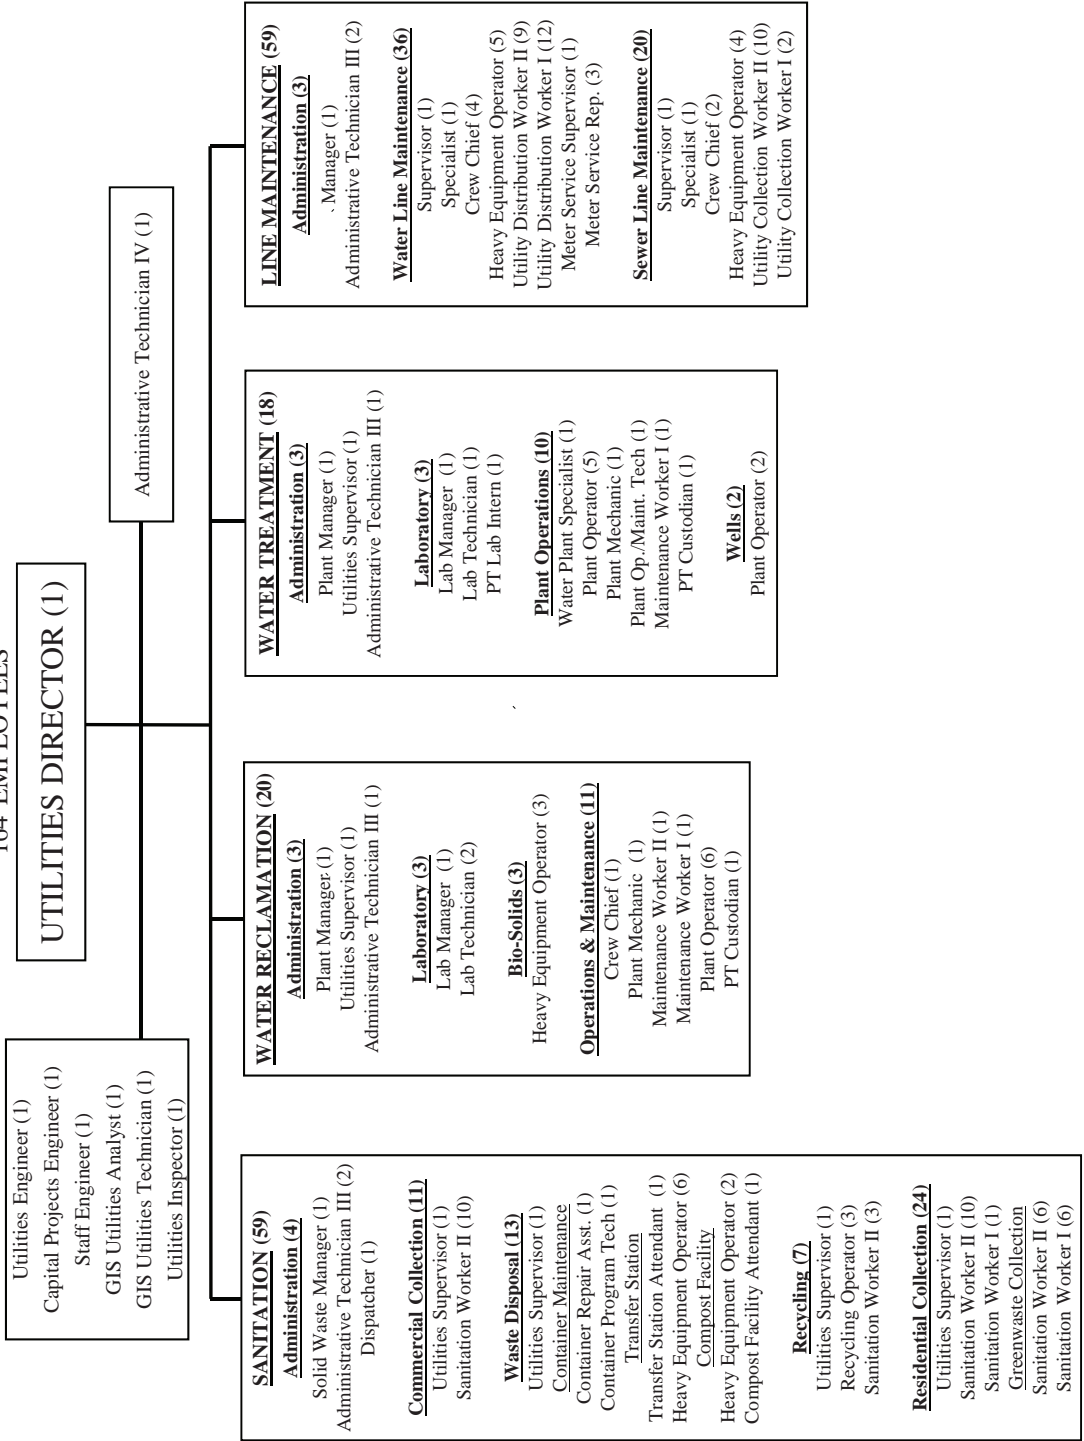 164 EMPLOYEES
UTILITIES DIRECTOR (1)
Utilities Engineer (1)
Capital Projects Engineer (1)
Staff Engineer (1)
GIS Utilities Analyst (1)
GIS Utilities Technician (1)
Utilities Inspector (1)
Administrative Technician IV (1)
SANITATION (59)
Administration (4)
Solid Waste Manager (1)
Administrative Technician III (2)
Dispatcher (1)
Commercial Collection (11)
Utilities Supervisor (1)
Sanitation Worker II (10)
Waste Disposal (13)
Utilities Supervisor (1)
Container Maintenance
Container Repair Asst. (1)
Container Program Tech (1)
Transfer Station
Transfer Station Attendant (1)
Heavy Equipment Operator (6)
Compost Facility
Heavy Equipment Operator (2)
Compost Facility Attendant (1)
Recycling (7)
Utilities Supervisor (1)
Recycling Operator (3)
Sanitation Worker II (3)
Residential Collection (24)
Utilities Supervisor (1)
Sanitation Worker II (10)
Sanitation Worker I (1)
Greenwaste Collection
Sanitation Worker II (6)
Sanitation Worker I (6)
WATER RECLAMATION (20)
Administration (3)
Plant Manager (1)
Utilities Supervisor (1)
Administrative Technician III (1)
Laboratory (3)
Lab Manager (1)
Lab Technician (2)
Bio-Solids (3)
Heavy Equipment Operator (3)
Operations & Maintenance (11)
Crew Chief (1)
Plant Mechanic (1)
Maintenance Worker II (1)
Maintenance Worker I (1)
Plant Operator (6)
PT Custodian (1)
WATER TREATMENT (18)
Administration (3)
Plant Manager (1)
Utilities Supervisor (1)
Administrative Technician III (1)
Laboratory (3)
Lab Manager (1)
Lab Technician (1)
PT Lab Intern (1)
Plant Operations (10)
Water Plant Specialist (1)
Plant Operator (5)
Plant Mechanic (1)
Plant Op./Maint. Tech (1)
Maintenance Worker I (1)
PT Custodian (1)
Wells (2)
Plant Operator (2)
LINE MAINTENANCE (59)
Administration (3)
Manager (1)
Administrative Technician III (2)
Water Line Maintenance (36)
Supervisor (1)
Specialist (1)
Crew Chief (4)
Heavy Equipment Operator (5)
Utility Distribution Worker II (9)
Utility Distribution Worker I (12)
Meter Service Supervisor (1)
Meter Service Rep. (3)
Sewer Line Maintenance (20)
Supervisor (1)
Specialist (1)
Crew Chief (2)
Heavy Equipment Operator (4)
Utility Collection Worker II (10)
Utility Collection Worker I (2)